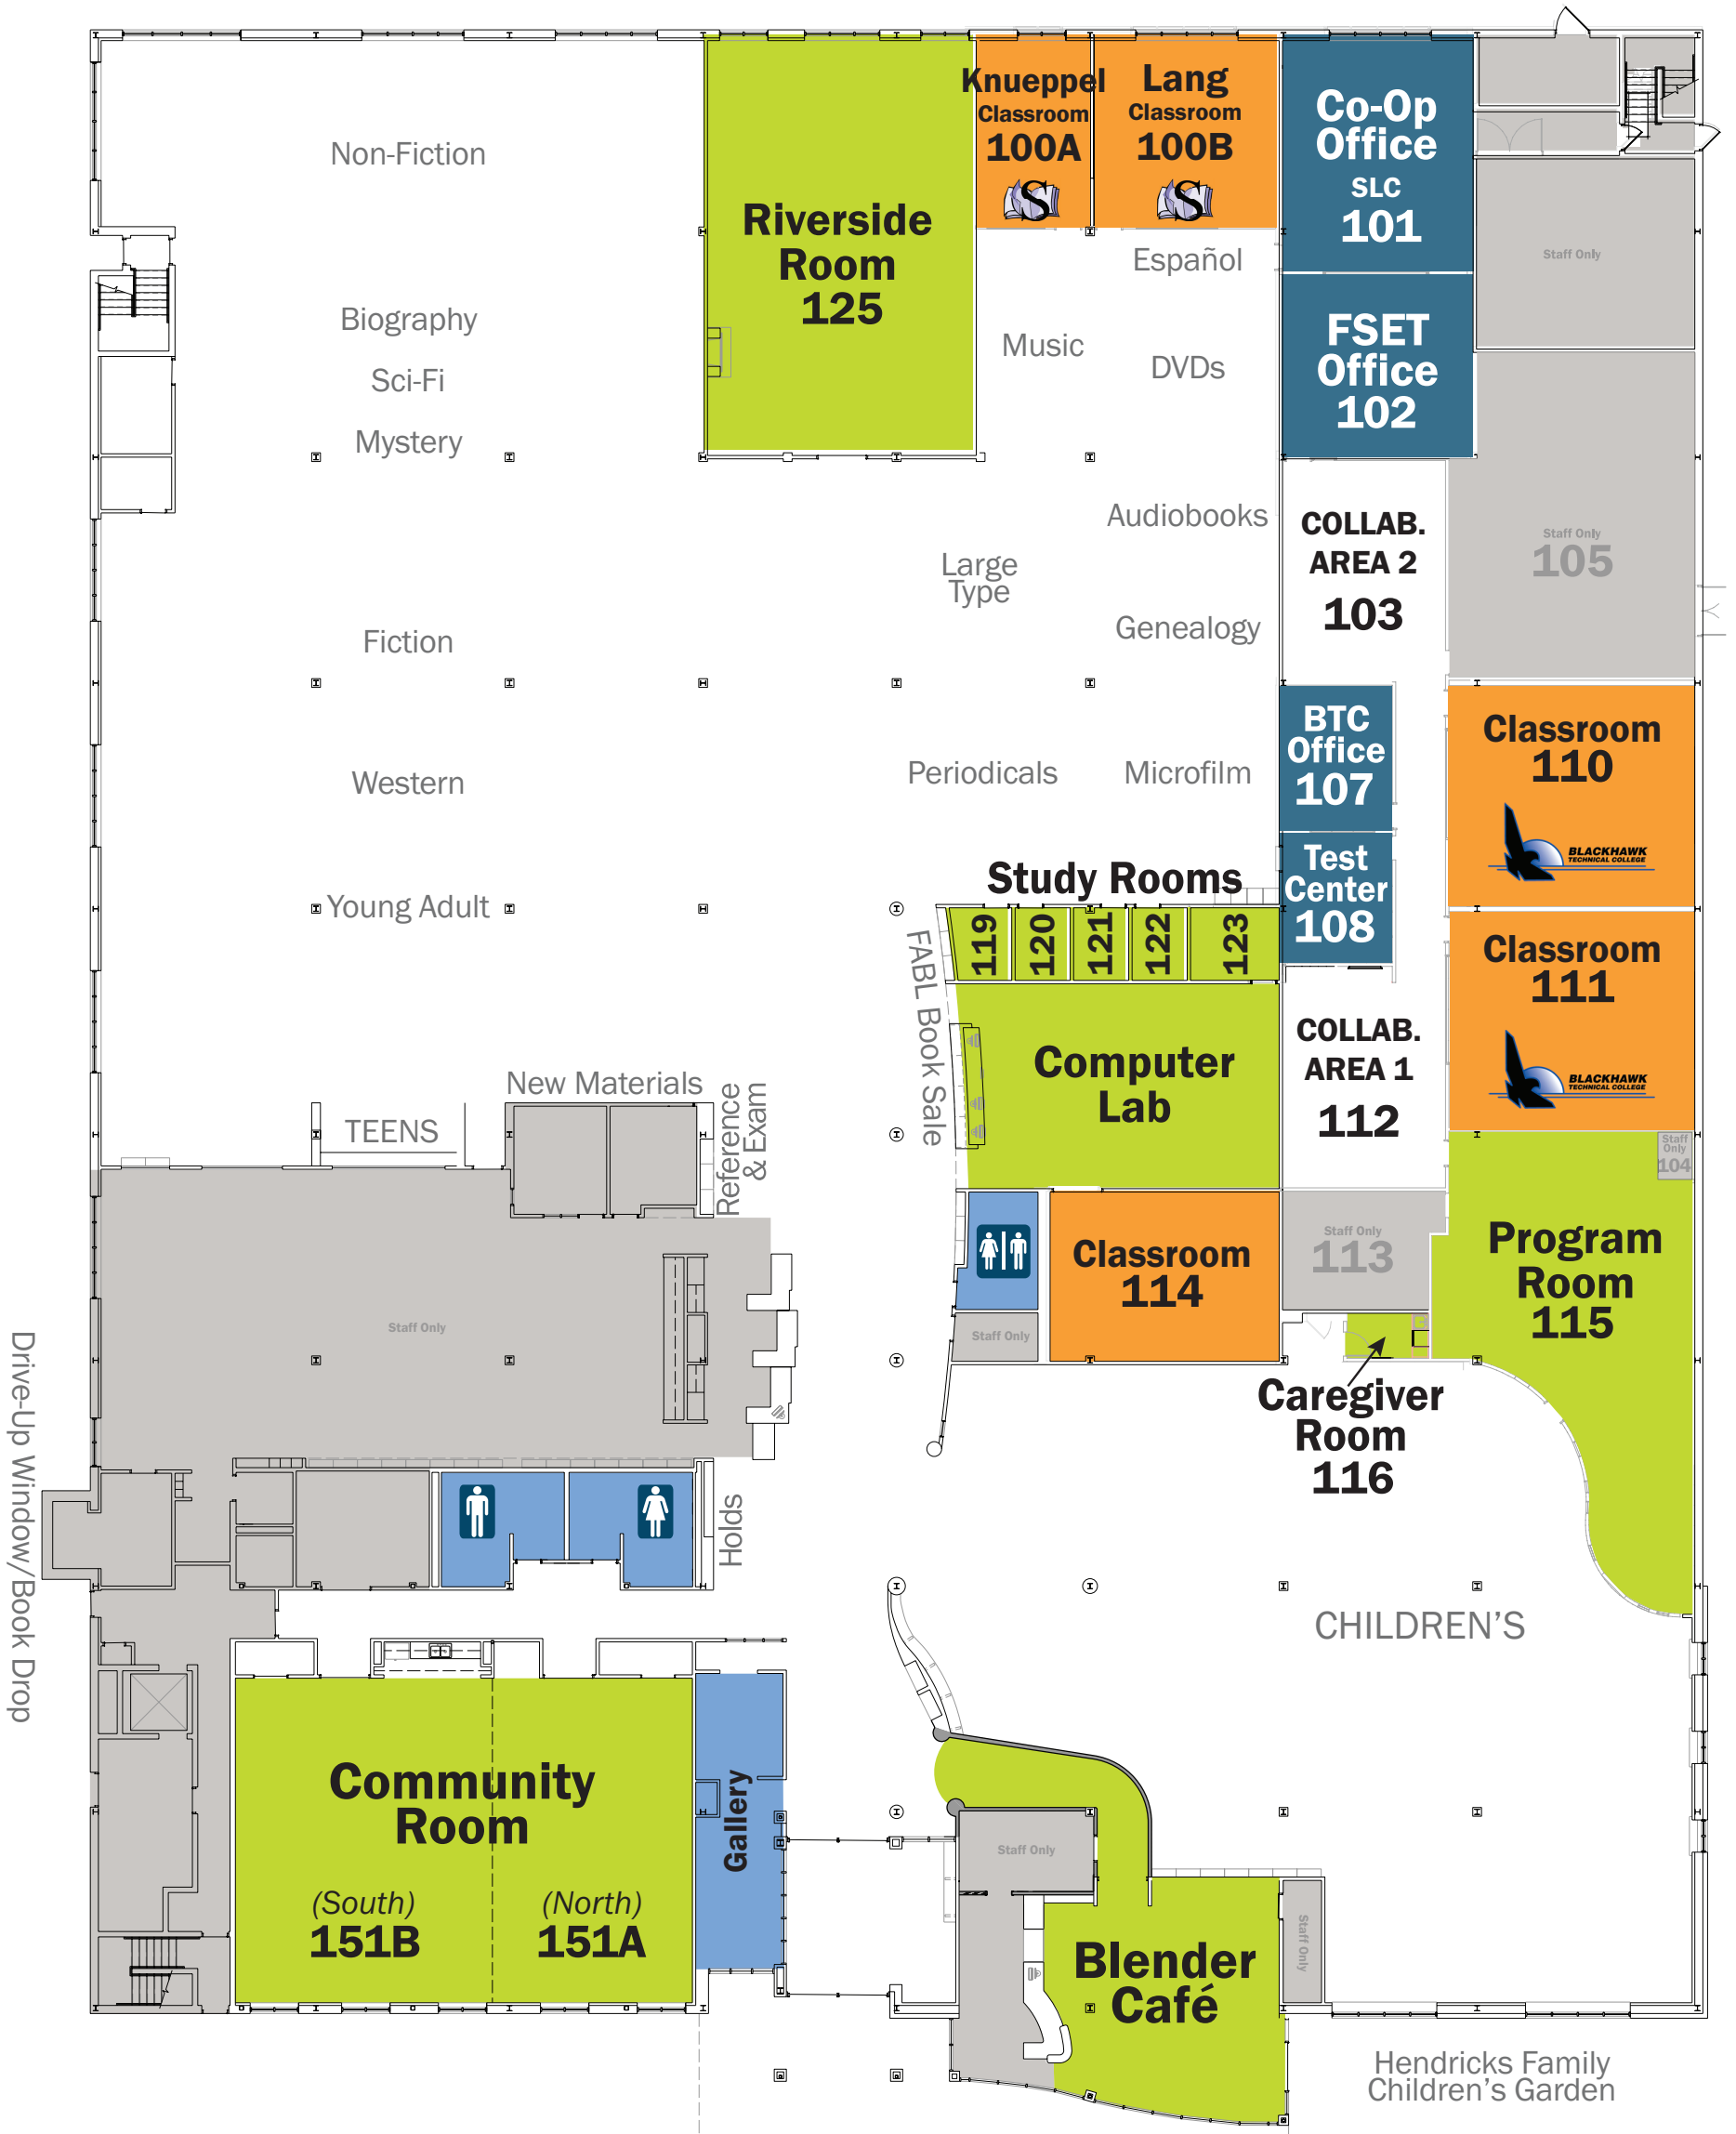 Non-Fiction
Biography
Sci-Fi
Mystery
Fiction
Western
Young Adult
TEENS
New Materials
Reference
& Exam
Riverside
Room
125
Knueppel
Classroom
100A
S
Lang
Classroom
100B
S
Co-Op
Office
SLC
101
Staff Only
FSET
Office
102
Español
Music
DVDs
Audiobooks
Large
Type
Genealogy
Periodicals
Microfilm
COLLAB.
AREA 2
103
Staff Only
105
BTC
Office
107
Classroom
110
BLACKHAWK
TECHNICAL COLLEGE
Test
Center
108
Classroom
111
BLACKHAWK
TECHNICAL COLLEGE
Study Rooms
119
120
121
122
123
FABL Book Sale
Computer
Lab
COLLAB.
AREA 1
112
Staff
Only
104
Classroom
114
Staff Only
Staff Only
113
Program
Room
115
Caregiver
Room
116
Staff Only
Drive-Up Window/Book Drop
Holds
CHILDREN'S
Community
Room
(South)
151B
(North)
151A
Gallery
Staff Only
Blender
Café
Staff Only
Hendricks Family
Children's Garden